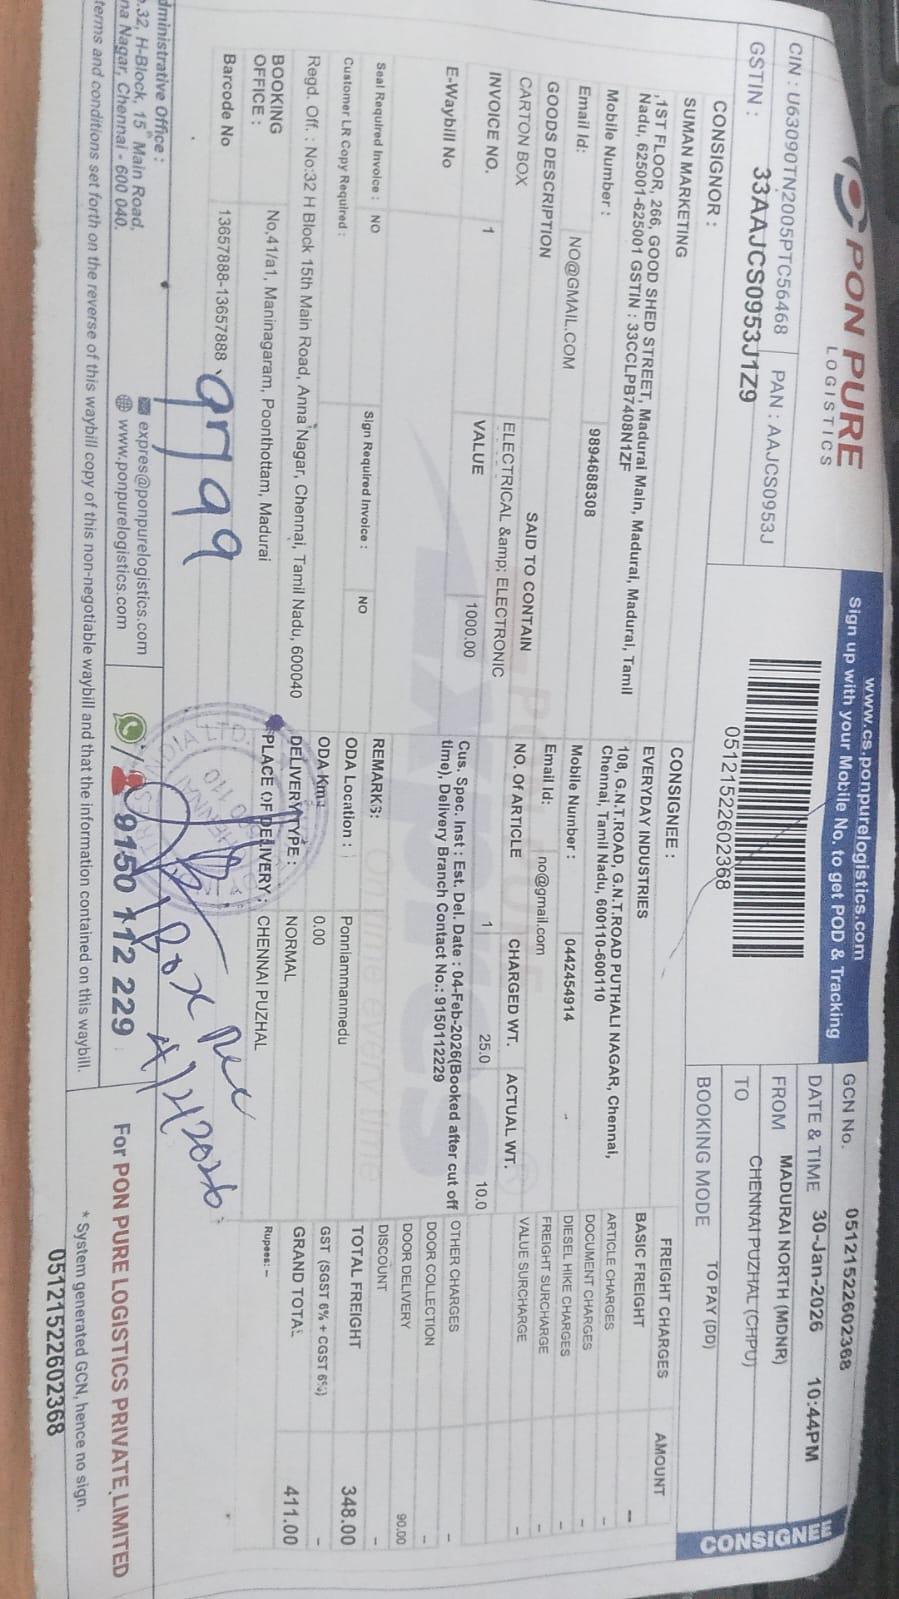 PON PURE
LOGISTICS
www.cs.ponpurelogistics.com
Sign up with your Mobile No. to get POD & Tracking
CIN : U63090TN2005PTC56468 PAN : AAJCS0953J
GSTIN : 33AAJCS0953J1Z9
05121522602368
GCN No. 05121522602368
DATE & TIME 30-Jan-2026 10:44PM
FROM MADURAI NORTH (MDNR)
TO CHENNAI PUZHAL (CHPU)
BOOKING MODE TO PAY (DD)
CONSIGNEE
CONSIGNOR :
SUMAN MARKETING
,1ST FLOOR, 266, GOOD SHED STREET, Madurai Main, Madurai, Madurai, Tamil
Nadu, 625001-625001 GSTIN : 33CCLPB7408N1ZF
Mobile Number : 9894688308
Email Id: NO@GMAIL.COM
CONSIGNEE :
EVERYDAY INDUSTRIES
108, G.N.T.ROAD, G.N.T.ROAD PUTHALI NAGAR, Chennai,
Chennai, Tamil Nadu, 600110-600110
Mobile Number : 0442454914
Email Id: no@gmail.com
GOODS DESCRIPTION SAID TO CONTAIN NO. Of ARTICLE 1 CHARGED WT. 25.0 ACTUAL WT. 10.0
CARTON BOX ELECTRICAL &amp; ELECTRONIC
INVOICE NO. 1 VALUE 1000.00
E-Waybill No
Cus. Spec. Inst : Est. Del. Date : 04-Feb-2026(Booked after cut off
time), Delivery Branch Contact No.: 9150112229
FREIGHT CHARGES AMOUNT
BASIC FREIGHT –
ARTICLE CHARGES -
DOCUMENT CHARGES -
DIESEL HIKE CHARGES -
FREIGHT SURCHARGE -
VALUE SURCHARGE -
OTHER CHARGES -
DOOR COLLECTION -
DOOR DELIVERY 90.00
DISCOUNT -
TOTAL FREIGHT 348.00
GST (SGST 6% + CGST 6%) -
GRAND TOTAL 411.00
Rupees: –
Seal Required Invoice : NO Sign Required Invoice : NO
Customer LR Copy Required :
REMARKS:
ODA Location : Ponniammanmedu
ODA Km: 0.00
DELIVERY TYPE : NORMAL
PLACE OF DELIVERY : CHENNAI PUZHAL
Regd. Off. : No:32 H Block 15th Main Road, Anna Nagar, Chennai, Tamil Nadu, 600040
BOOKING OFFICE : No,41/a1, Maninagaram, Poonthottam, Madurai
Barcode No 13657888-13657888
1 Box Rec
4/2/2026
dministrative Office :
.32, H-Block, 15th Main Road,
na Nagar, Chennai - 600 040.
expres@ponpurelogistics.com
www.ponpurelogistics.com
/ 9150 112 229
For PON PURE LOGISTICS PRIVATE LIMITED
terms and conditions set forth on the reverse of this waybill copy of this non-negotiable waybill and that the information contained on this waybill.
* System generated GCN, hence no sign.
05121522602368